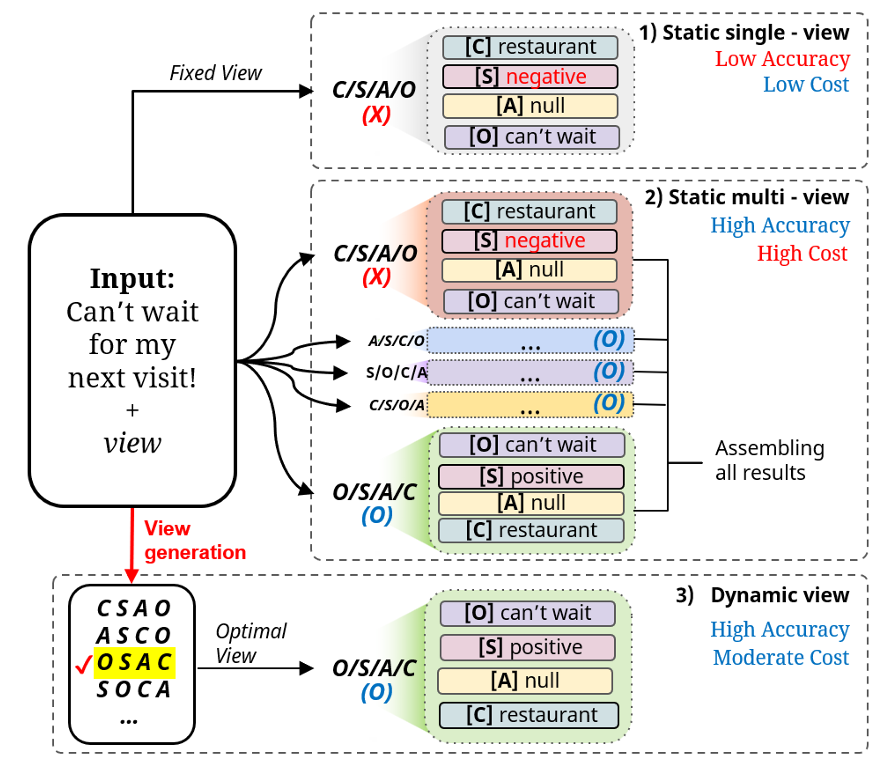 Fixed View
1) Static single - view
Low Accuracy
Low Cost
C/S/A/O
(X)
[C] restaurant
[S] negative
[A] null
[O] can't wait
Input:
Can't wait
for my
next visit!
+
view
2) Static multi - view
High Accuracy
High Cost
C/S/A/O
(X)
[C] restaurant
[S] negative
[A] null
[O] can't wait
A/S/C/O
... (O)
S/O/C/A
... (O)
C/S/O/A
... (O)
O/S/A/C
(O)
[O] can't wait
[S] positive
[A] null
[C] restaurant
Assembling
all results
View
generation
3) Dynamic view
High Accuracy
Moderate Cost
C S A O
A S C O
✓ O S A C
S O C A
...
Optimal
View
O/S/A/C
(O)
[O] can't wait
[S] positive
[A] null
[C] restaurant